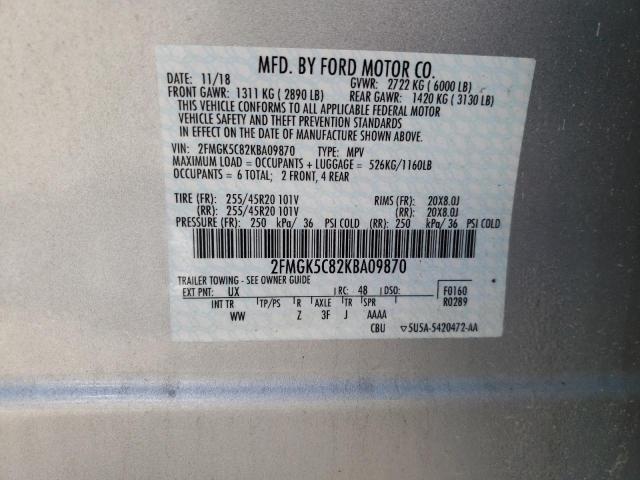 MFD. BY FORD MOTOR CO.
DATE: 11/18 GVWR: 2722 KG ( 6000 LB)
FRONT GAWR: 1311 KG ( 2890 LB) REAR GAWR: 1420 KG ( 3130 LB)
THIS VEHICLE CONFORMS TO ALL APPLICABLE FEDERAL MOTOR
VEHICLE SAFETY AND THEFT PREVENTION STANDARDS
IN EFFECT ON THE DATE OF MANUFACTURE SHOWN ABOVE.
VIN: 2FMGK5C82KBA09870 TYPE: MPV
MAXIMUM LOAD = OCCUPANTS + LUGGAGE = 526KG/1160LB
OCCUPANTS = 6 TOTAL; 2 FRONT, 4 REAR
TIRE (FR): 255/45R20 101V RIMS (FR): 20X8.0J
(RR): 255/45R20 101V (RR): 20X8.0J
PRESSURE (FR): 250 kPa/ 36 PSI COLD (RR): 250 kPa/ 36 PSI COLD
2FMGK5C82KBA09870
TRAILER TOWING - SEE OWNER GUIDE
EXT PNT: UX RC: 48 DSO: F0160
INT TR TP/PS R AXLE TR SPR R0289
WW Z 3F J AAAA
CBU ▽5U5A-5420472-AA